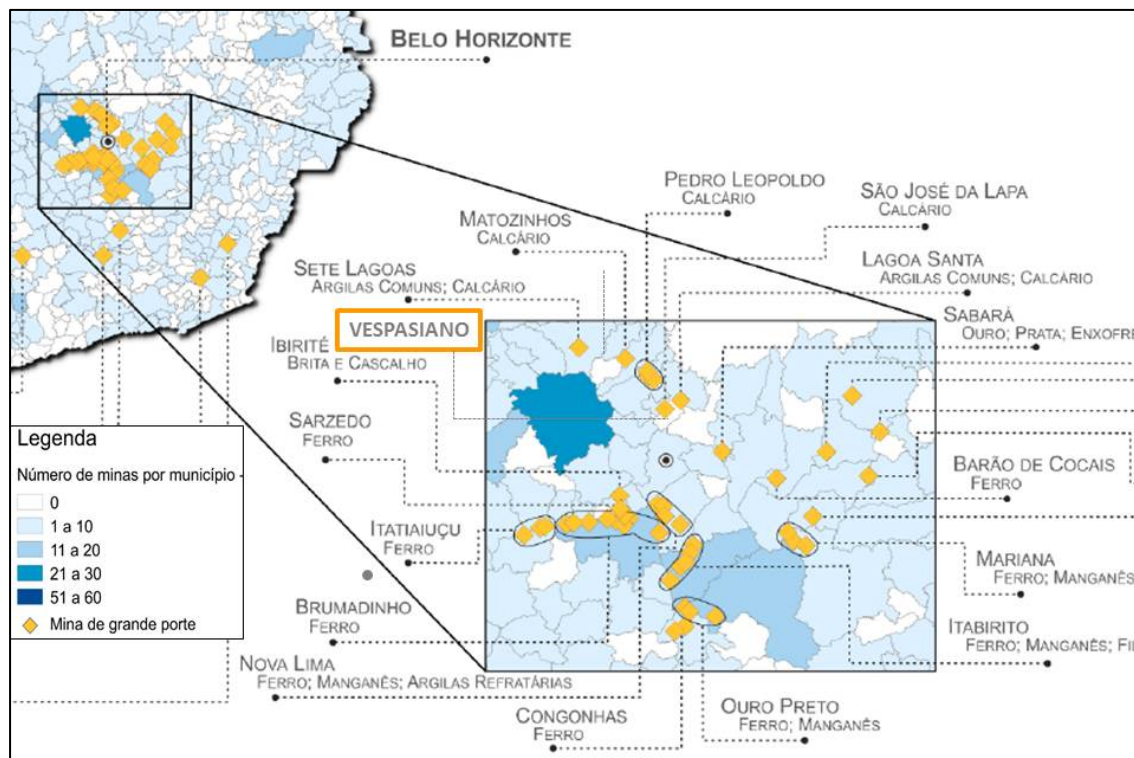 BELO HORIZONTE
PEDRO LEOPOLDO
CALCÁRIO
SÃO JOSÉ DA LAPA
CALCÁRIO
MATOZINHOS
CALCÁRIO
LAGOA SANTA
ARGILAS COMUNS; CALCÁRIO
SETE LAGOAS
ARGILAS COMUNS; CALCÁRIO
SABARÁ
OURO; PRATA; ENXOFRE
VESPASIANO
IBIRITÉ
BRITA E CASCALHO
SARZEDO
FERRO
BARÃO DE COCAIS
FERRO
ITATIAIUÇU
FERRO
MARIANA
FERRO; MANGANÊS
BRUMADINHO
FERRO
ITABIRITO
FERRO; MANGANÊS;
NOVA LIMA
FERRO; MANGANÊS; ARGILAS REFRATÁRIAS
OURO PRETO
FERRO; MANGANÊS
CONGONHAS
FERRO
Legenda
Número de minas por município -
0
1 a 10
11 a 20
21 a 30
51 a 60
Mina de grande porte